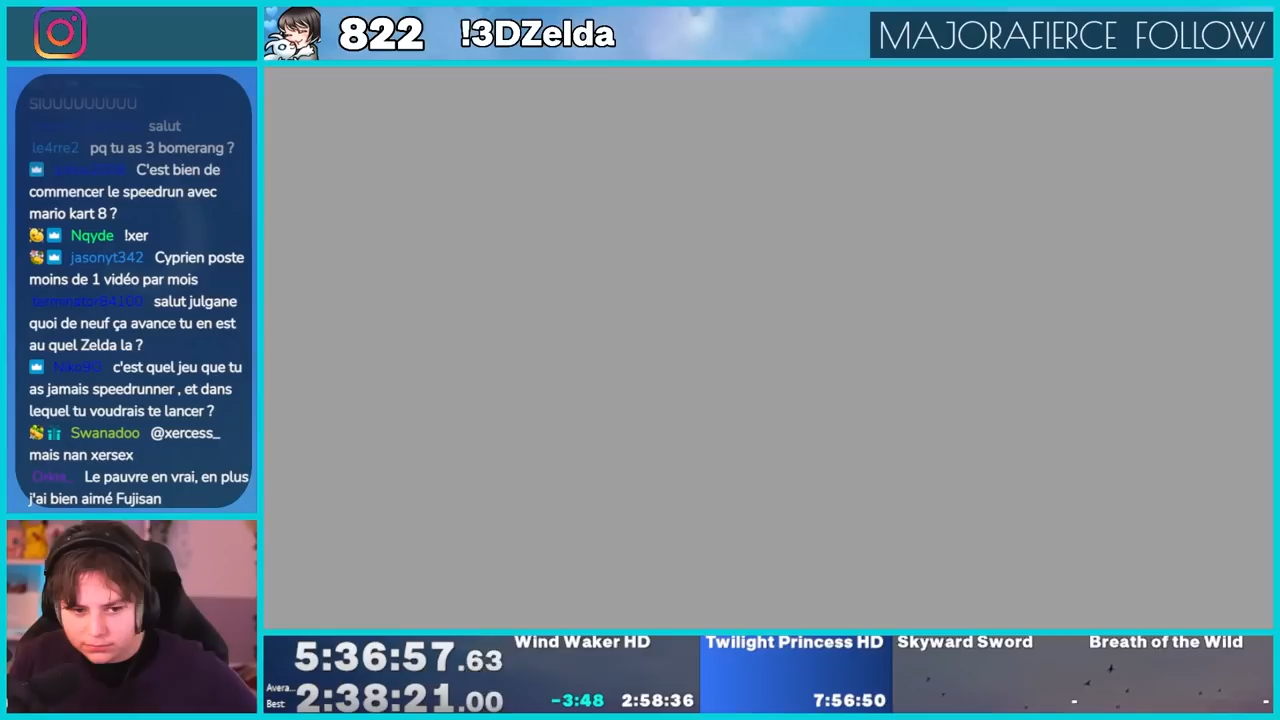 822 !3DZelda
MAJORAFIERCE FOLLOW
SIUUUUUUUUU
salut
le4rre2 pq tu as 3 bomerang ?
C'est bien de
commencer le speedrun avec
mario kart 8 ?
Nqyde !xer
jasonyt342 Cyprien poste
moins de 1 vidéo par mois
terminator84100 salut julgane
quoi de neuf ça avance tu en est
au quel Zelda la ?
c'est quel jeu que tu
as jamais speedrunner , et dans
lequel tu voudrais te lancer ?
Swanadoo @xercess_
mais nan xersex
Le pauvre en vrai, en plus
j'ai bien aimé Fujisan
5:36:57.63
Avera...
Best:
2:38:21.00
Wind Waker HD
-3:48 2:58:36
Twilight Princess HD
7:56:50
Skyward Sword
-
Breath of the Wild
-